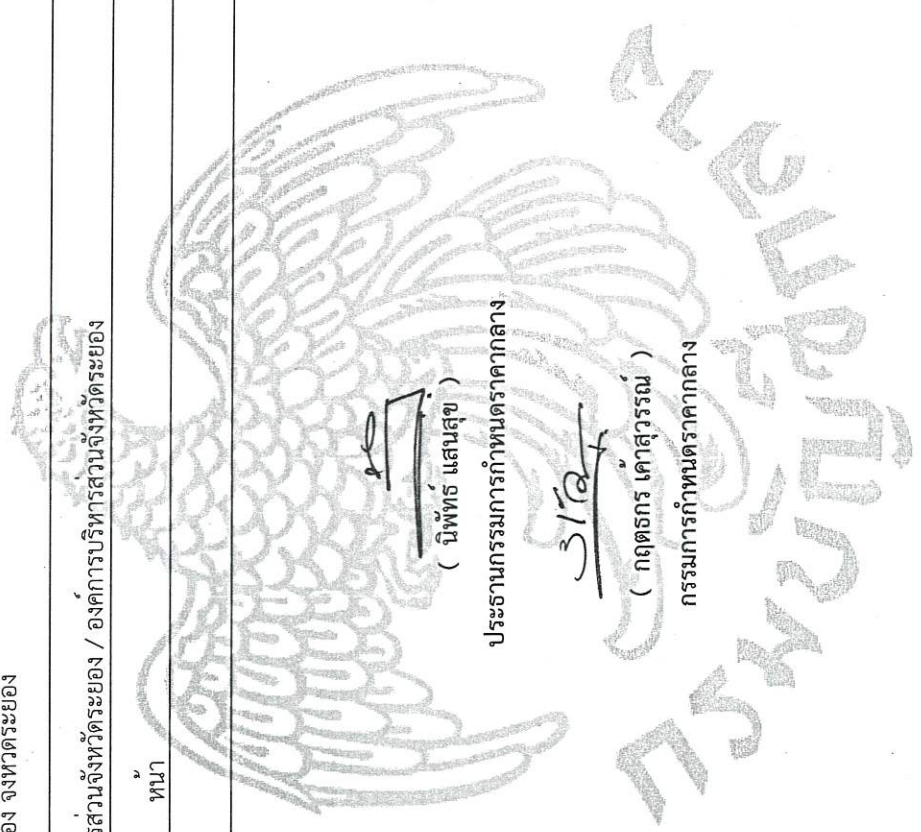 อง จังหวัดระยอง
รส่วนจังหวัดระยอง / องค์การบริหารส่วนจังหวัดระยอง
หน้า
( นิพัทธ์ แสนสุข )
ประธานกรรมการกำหนดราคากลาง
( กฤตธกร เค้าสุวรรณ์ )
กรรมการกำหนดราคากลาง
กรมบัญชีกลาง